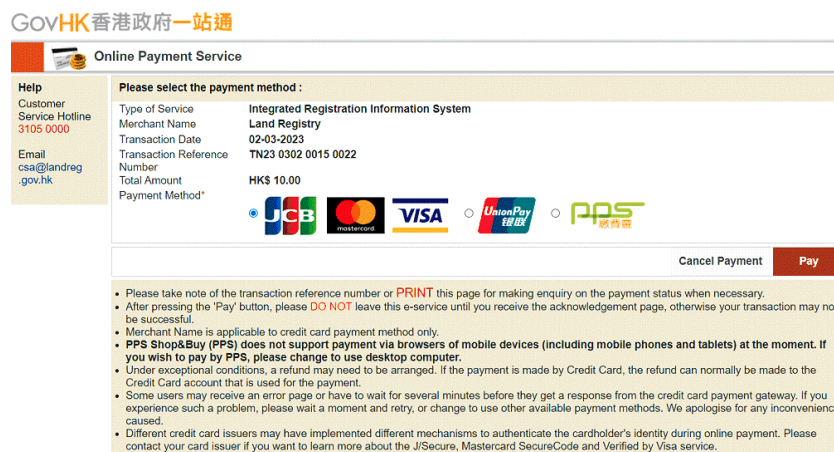 GovHK香港政府一站通
Online Payment Service
Help
Customer
Service Hotline
3105 0000
Email
csa@landreg
.gov.hk
Please select the payment method :
Type of Service Integrated Registration Information System
Merchant Name Land Registry
Transaction Date 02-03-2023
Transaction Reference TN23 0302 0015 0022
Number
Total Amount HK$ 10.00
Payment Method*
JCB mastercard VISA UnionPay 银联 PPS 繳費靈
Cancel Payment Pay
• Please take note of the transaction reference number or PRINT this page for making enquiry on the payment status when necessary.
• After pressing the 'Pay' button, please DO NOT leave this e-service until you receive the acknowledgement page, otherwise your transaction may no
be successful.
• Merchant Name is applicable to credit card payment method only.
• PPS Shop&Buy (PPS) does not support payment via browsers of mobile devices (including mobile phones and tablets) at the moment. If
you wish to pay by PPS, please change to use desktop computer.
• Under exceptional conditions, a refund may need to be arranged. If the payment is made by Credit Card, the refund can normally be made to the
Credit Card account that is used for the payment.
• Some users may receive an error page or have to wait for several minutes before they get a response from the credit card payment gateway. If you
experience such a problem, please wait a moment and retry, or change to use other available payment methods. We apologise for any inconvenienc
caused.
• Different credit card issuers may have implemented different mechanisms to authenticate the cardholder's identity during online payment. Please
contact your card issuer if you want to learn more about the J/Secure, Mastercard SecureCode and Verified by Visa service.